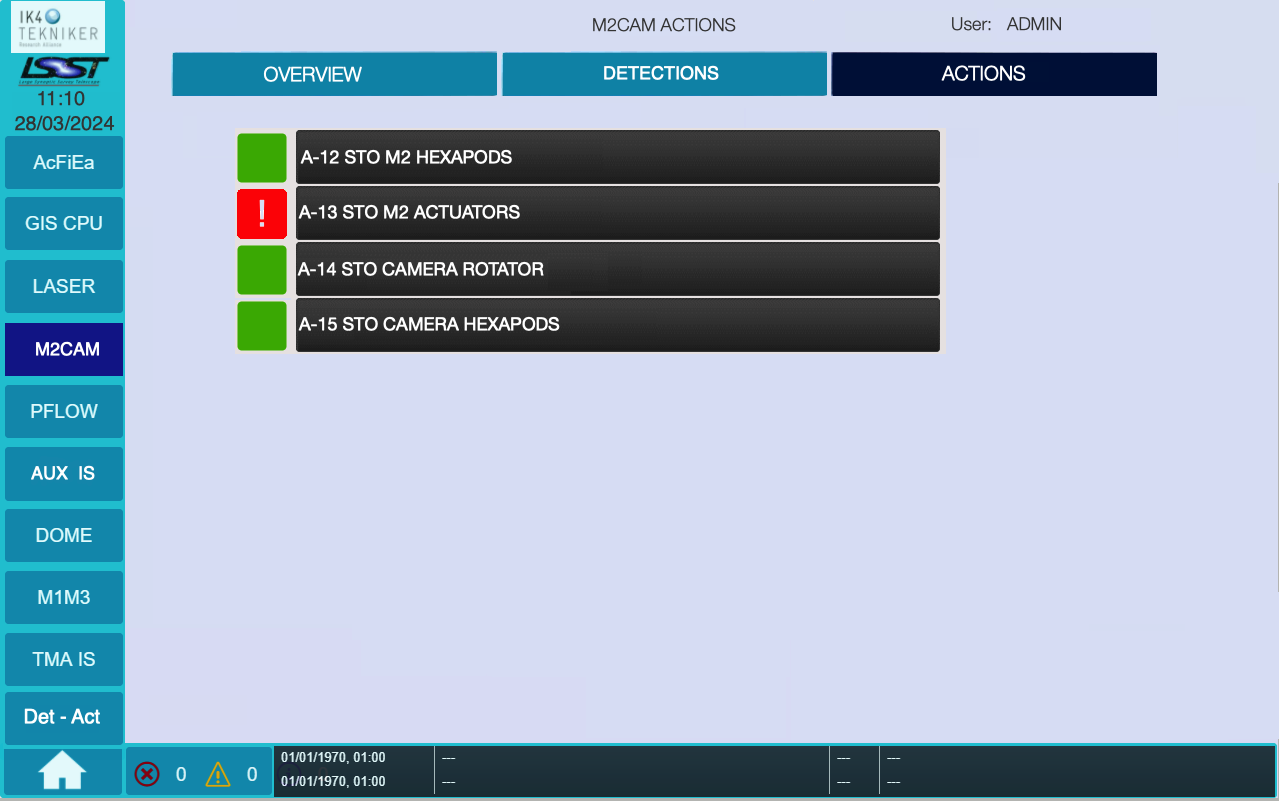 IK4
TEKNIKER
Research Alliance
LSST
Large Synoptic Survey Telescope
11:10
28/03/2024
M2CAM ACTIONS
User: ADMIN
OVERVIEW
DETECTIONS
ACTIONS
AcFiEa
GIS CPU
LASER
M2CAM
PFLOW
AUX IS
DOME
M1M3
TMA IS
Det - Act
A-12 STO M2 HEXAPODS
! A-13 STO M2 ACTUATORS
A-14 STO CAMERA ROTATOR
A-15 STO CAMERA HEXAPODS
0 0
01/01/1970, 01:00 --- --- ---
01/01/1970, 01:00 --- --- ---